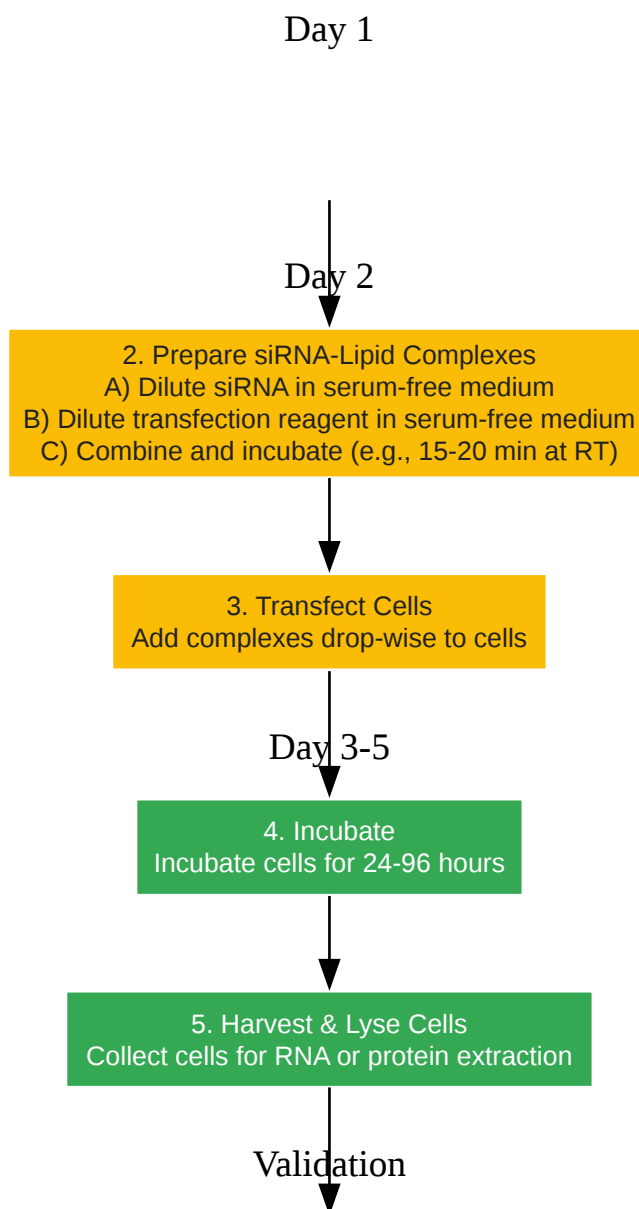 Day 1
Day 2
2. Prepare siRNA-Lipid Complexes
A) Dilute siRNA in serum-free medium
B) Dilute transfection reagent in serum-free medium
C) Combine and incubate (e.g., 15-20 min at RT)
3. Transfect Cells
Add complexes drop-wise to cells
Day 3-5
4. Incubate
Incubate cells for 24-96 hours
5. Harvest & Lyse Cells
Collect cells for RNA or protein extraction
Validation